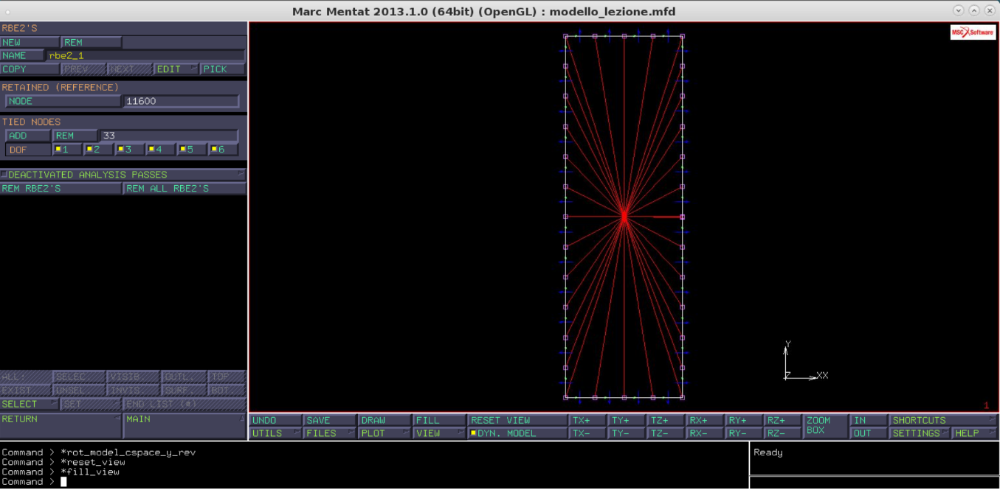 Marc Mentat 2013.1.0 (64bit) (OpenGL) : modello_lezione.mfd
RBE2'S
NEW REM
NAME rbe2_1
COPY PREV NEXT EDIT PICK
RETAINED (REFERENCE)
NODE 11600
TIED NODES
ADD REM 33
DOF 1 2 3 4 5 6
DEACTIVATED ANALYSIS PASSES
REM RBE2'S REM ALL RBE2'S
MSC Software
Y
Z XX
1
ALL: SELEC. VISIB. OUTL. TOP
EXIST. UNSEL. INVIS. SURF. BOT
SELECT SET END LIST (#)
RETURN MAIN
UNDO SAVE DRAW FILL RESET VIEW TX+ TY+ TZ+ RX+ RY+ RZ+ ZOOM BOX IN SHORTCUTS
UTILS FILES PLOT VIEW DYN. MODEL TX- TY- TZ- RX- RY- RZ- OUT SETTINGS HELP
Command > *rot_model_cspace_y_rev
Command > *reset_view
Command > *fill_view
Command >
Ready